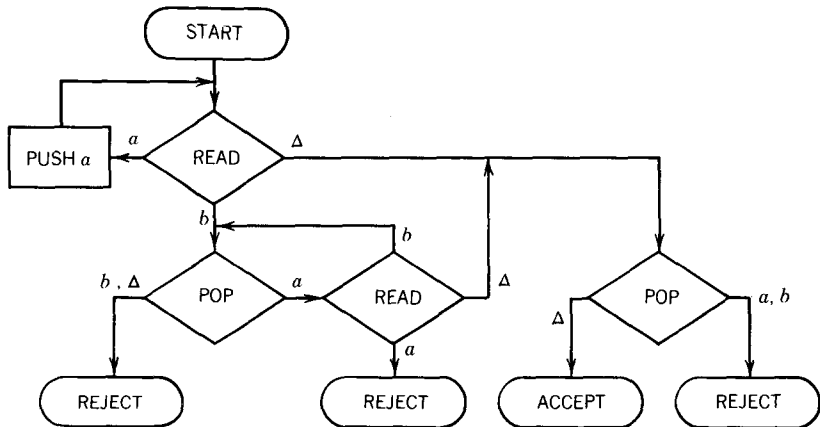 START
PUSH a
a
READ
Δ
b
b
b , Δ
POP
a
READ
Δ
a
Δ
POP
a, b
REJECT
REJECT
ACCEPT
REJECT